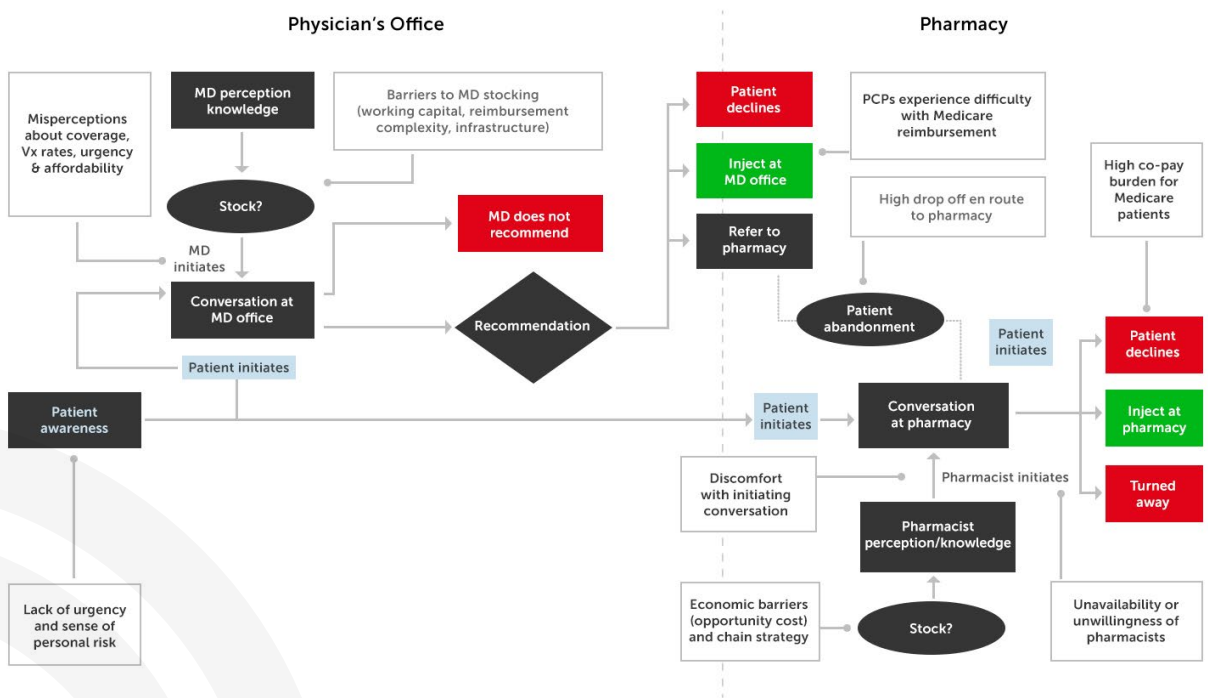 Physician's Office
Pharmacy
Misperceptions
about coverage,
Vx rates, urgency
& affordability
MD perception
knowledge
Barriers to MD stocking
(working capital, reimbursement
complexity, infrastructure)
Stock?
MD
initiates
MD does not
recommend
Conversation at
MD office
Recommendation
Patient initiates
Patient
awareness
Lack of urgency
and sense of
personal risk
Patient
declines
Inject at
MD office
Refer to
pharmacy
PCPs experience difficulty
with Medicare
reimbursement
High drop off en route
to pharmacy
High co-pay
burden for
Medicare
patients
Patient
abandonment
Patient
initiates
Patient
initiates
Conversation
at pharmacy
Patient
declines
Inject at
pharmacy
Turned
away
Discomfort
with initiating
conversation
Pharmacist initiates
Pharmacist
perception/knowledge
Economic barriers
(opportunity cost)
and chain strategy
Stock?
Unavailability or
unwillingness of
pharmacists